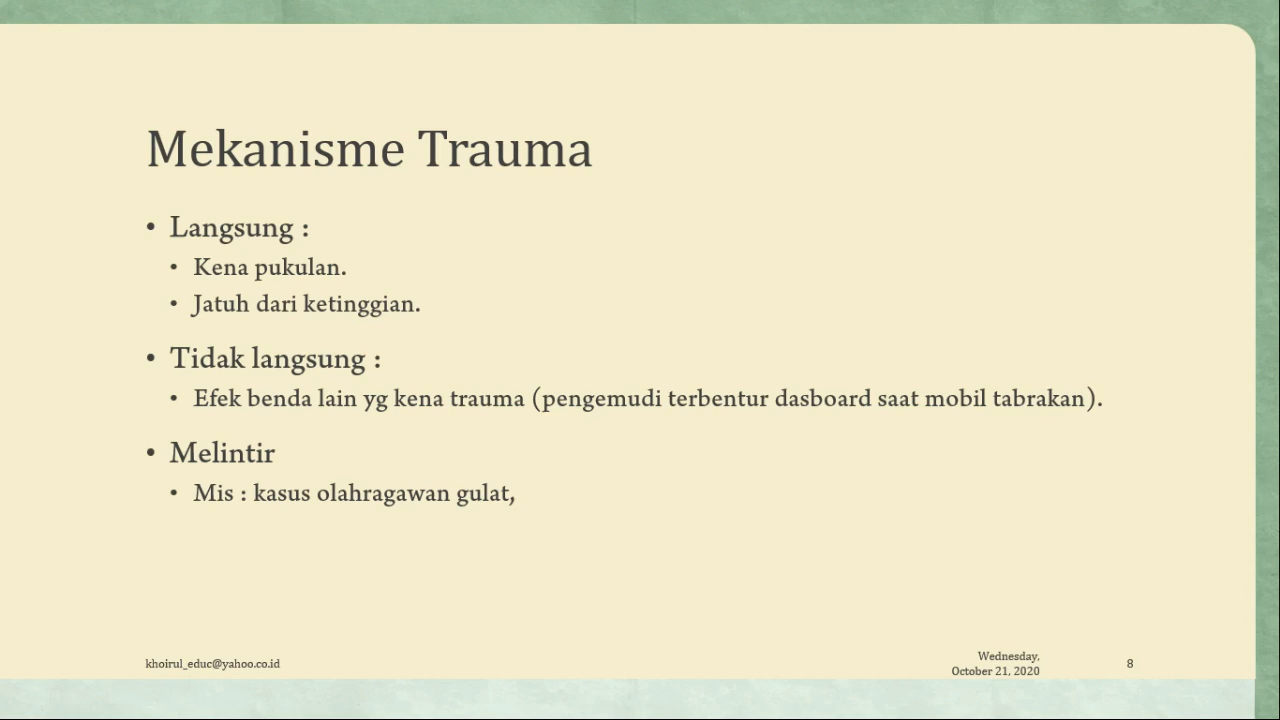 Mekanisme Trauma
• Langsung :
• Kena pukulan.
• Jatuh dari ketinggian.
• Tidak langsung :
• Efek benda lain yg kena trauma (pengemudi terbentur dasboard saat mobil tabrakan).
• Melintir
• Mis : kasus olahragawan gulat,
khoirul_educ@yahoo.co.id
Wednesday,
October 21, 2020
8